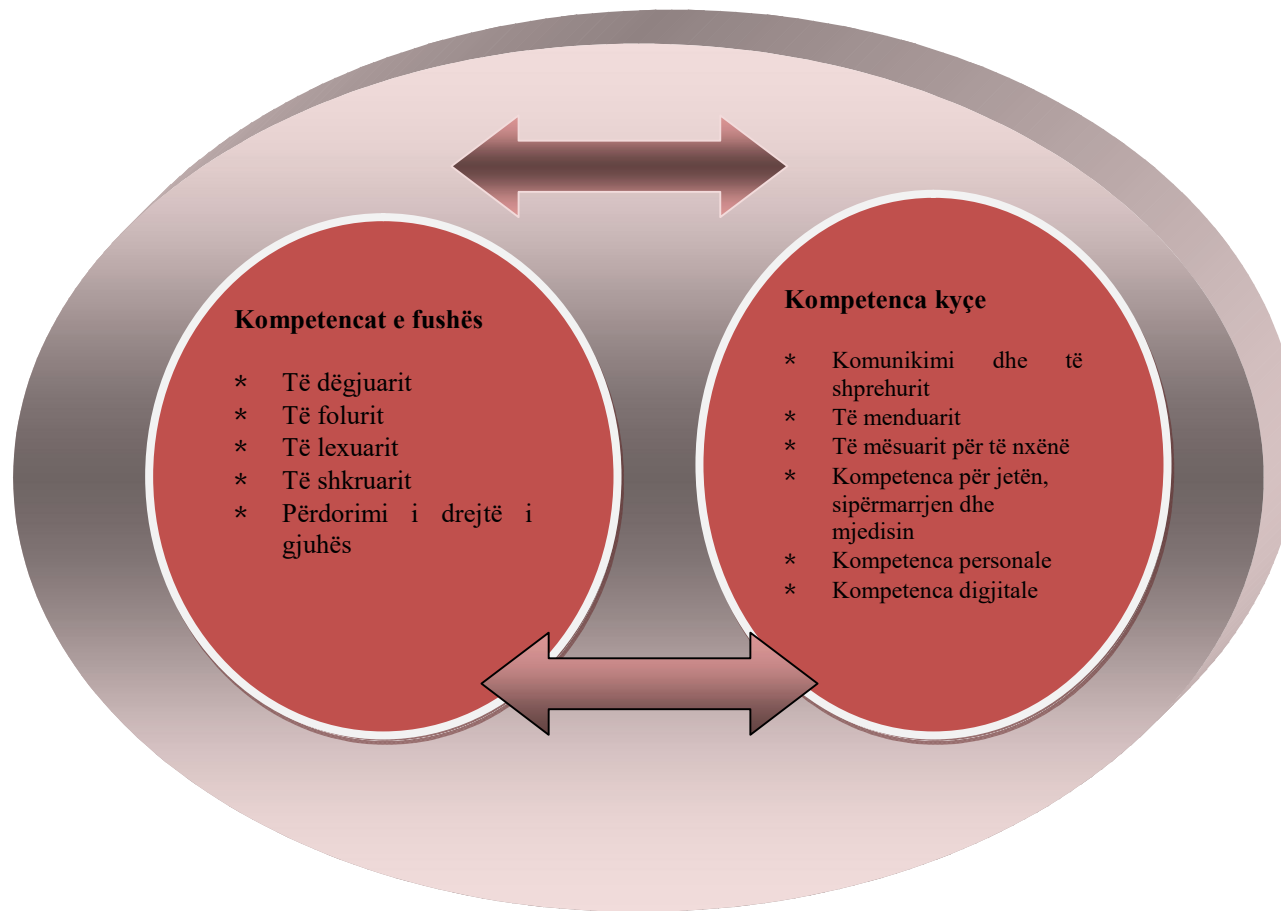 Kompetencat e fushës
* Të dëgjuarit
* Të folurit
* Të lexuarit
* Të shkruarit
* Përdorimi i drejtë i
gjuhës
Kompetenca kyçe
* Komunikimi dhe të
shprehurit
* Të menduarit
* Të mësuarit për të nxënë
* Kompetenca për jetën,
sipërmarrjen dhe
mjedisin
* Kompetenca personale
* Kompetenca digjitale